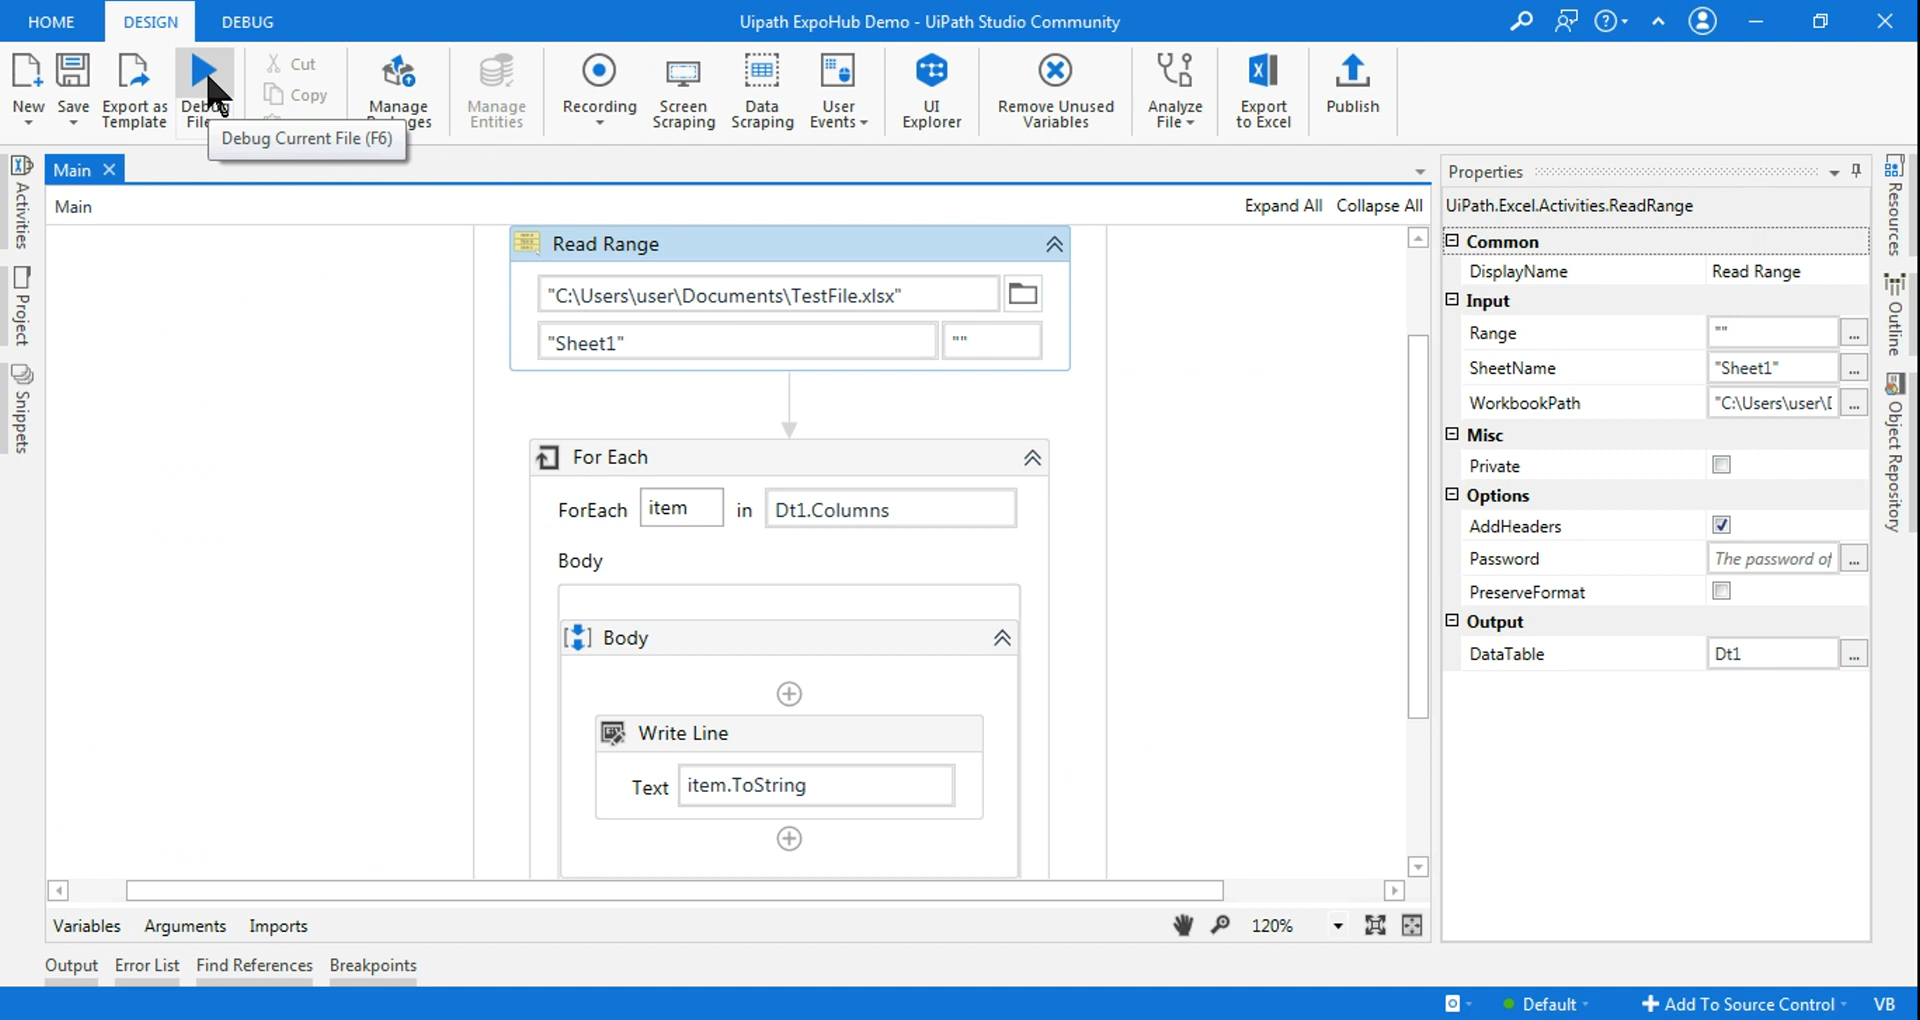 HOME DESIGN DEBUG Uipath ExpoHub Demo - UiPath Studio Community
New Save Export as Template Debug File Cut Copy Manage Packages Manage Entities Recording Screen Scraping Data Scraping User Events UI Explorer Remove Unused Variables Analyze File Export to Excel Publish
Debug Current File (F6)
Activities
Project
Snippets
Main
Main Expand All Collapse All
Read Range
"C:\Users\user\Documents\TestFile.xlsx"
"Sheet1" ""
For Each
ForEach item in Dt1.Columns
Body
Body
Write Line
Text item.ToString
Variables Arguments Imports 120%
Output Error List Find References Breakpoints
Properties
UiPath.Excel.Activities.ReadRange
Common
DisplayName Read Range
Input
Range "" ...
SheetName "Sheet1" ...
WorkbookPath "C:\Users\user\[ ...
Misc
Private
Options
AddHeaders
Password The password of ...
PreserveFormat
Output
DataTable Dt1 ...
Resources
Outline
Object Repository
Default Add To Source Control VB